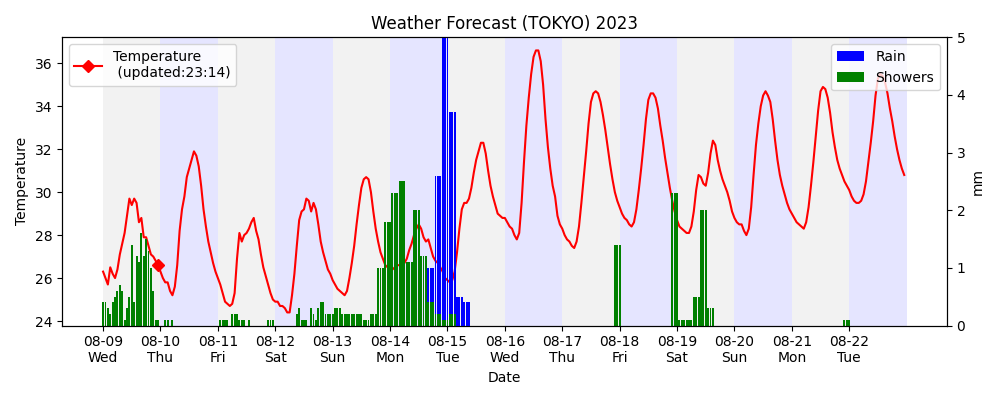 Weather Forecast (TOKYO) 2023
Temperature
(updated:23:14)
Rain
Showers
Temperature
36
34
32
30
28
26
24
5
4
3
2
1
0
mm
08-09 08-10 08-11 08-12 08-13 08-14 08-15 08-16 08-17 08-18 08-19 08-20 08-21 08-22
Wed Thu Fri Sat Sun Mon Tue Wed Thu Fri Sat Sun Mon Tue
Date